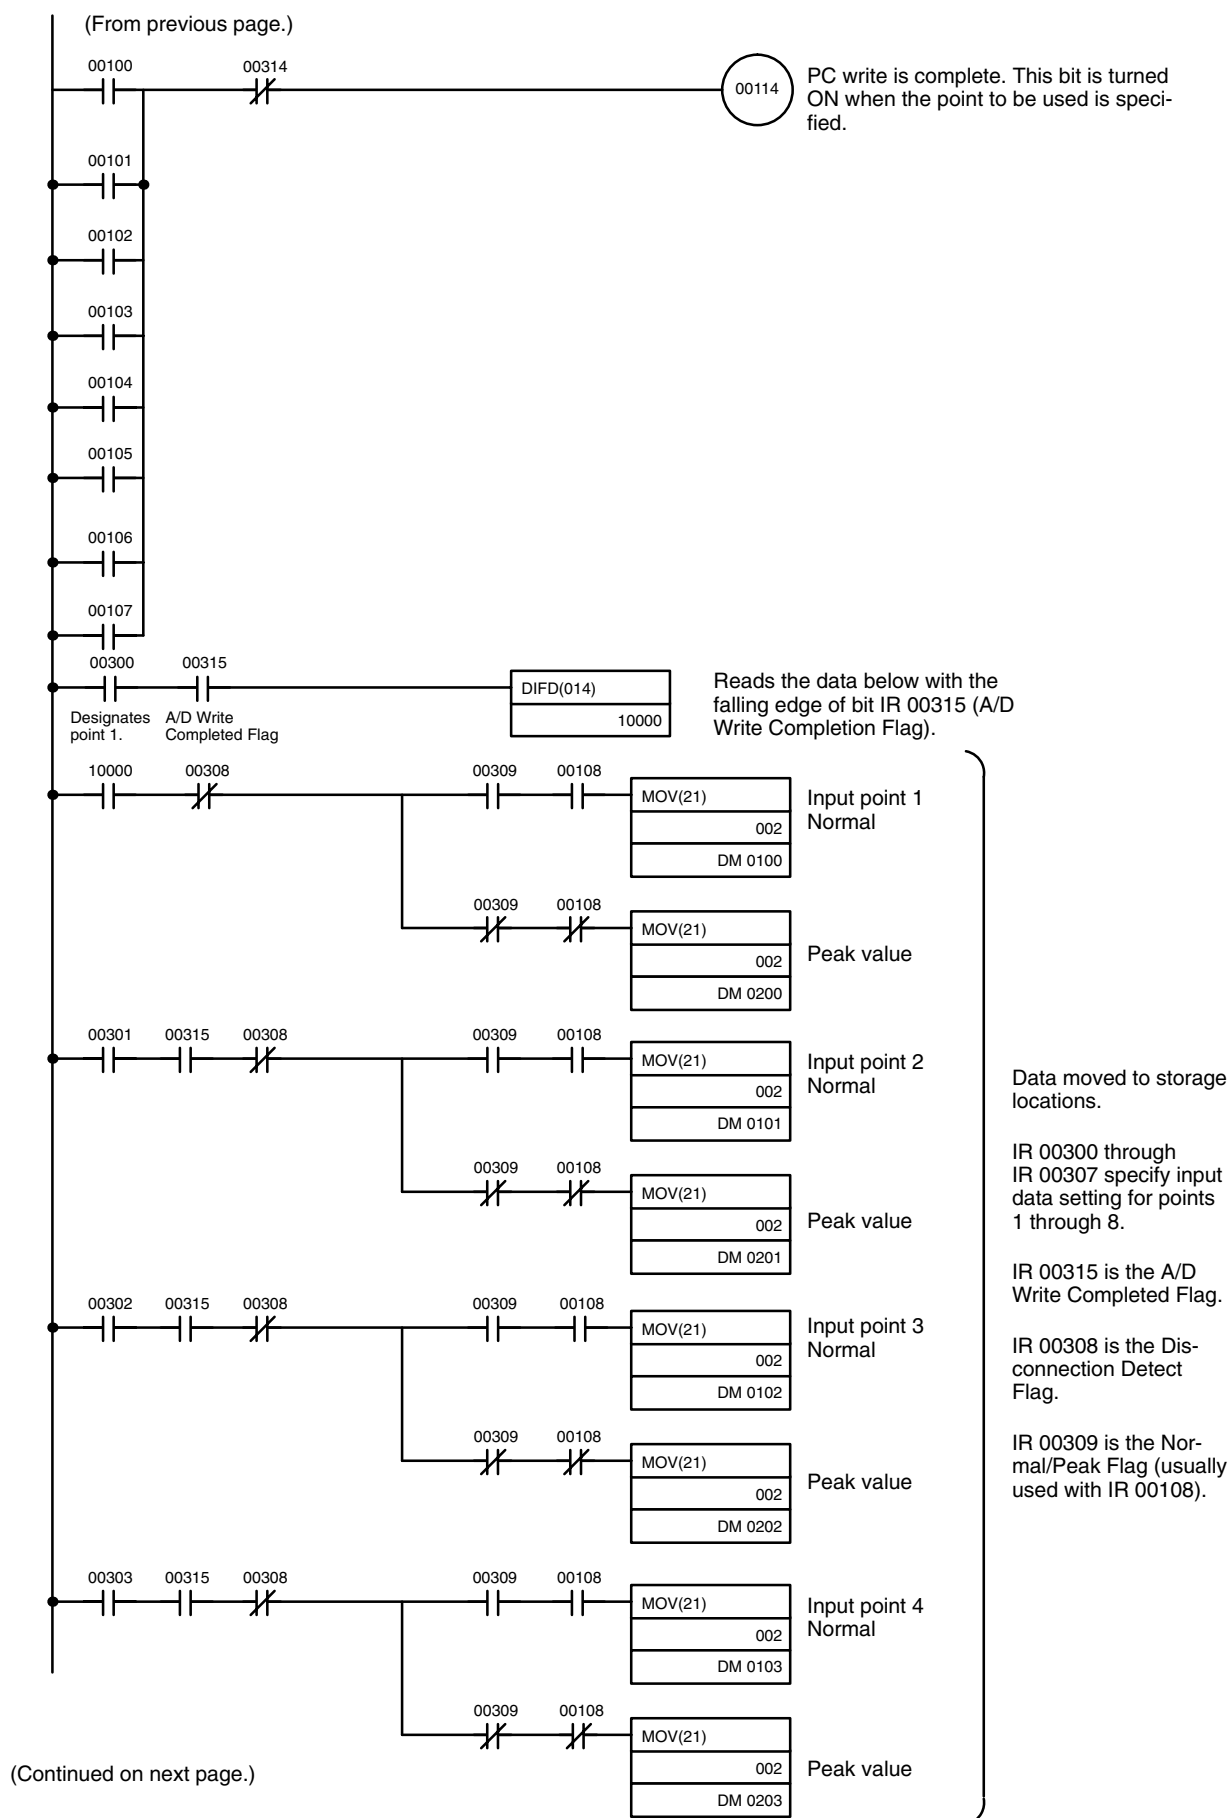 (From previous page.)
00100 00314
00114
PC write is complete. This bit is turned
ON when the point to be used is speci-
fied.
00101
00102
00103
00104
00105
00106
00107
00300 00315
Designates A/D Write
point 1. Completed Flag
DIFD(014)
10000
Reads the data below with the
falling edge of bit IR 00315 (A/D
Write Completion Flag).
10000 00308 00309 00108
MOV(21)
002
DM 0100
Input point 1
Normal
00309 00108
MOV(21)
002
DM 0200
Peak value
00301 00315 00308 00309 00108
MOV(21)
002
DM 0101
Input point 2
Normal
00309 00108
MOV(21)
002
DM 0201
Peak value
00302 00315 00308 00309 00108
MOV(21)
002
DM 0102
Input point 3
Normal
00309 00108
MOV(21)
002
DM 0202
Peak value
00303 00315 00308 00309 00108
MOV(21)
002
DM 0103
Input point 4
Normal
00309 00108
MOV(21)
002
DM 0203
Peak value
Data moved to storage
locations.
IR 00300 through
IR 00307 specify input
data setting for points
1 through 8.
IR 00315 is the A/D
Write Completed Flag.
IR 00308 is the Dis-
connection Detect
Flag.
IR 00309 is the Nor-
mal/Peak Flag (usually
used with IR 00108).
(Continued on next page.)